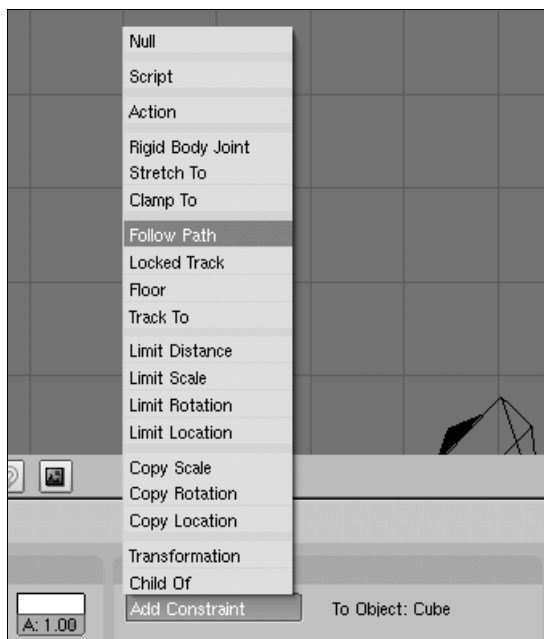 Null
Script
Action
Rigid Body Joint
Stretch To
Clamp To
Follow Path
Locked Track
Floor
Track To
Limit Distance
Limit Scale
Limit Rotation
Limit Location
Copy Scale
Copy Rotation
Copy Location
Transformation
Child Of
Add Constraint To Object: Cube
A: 1.00